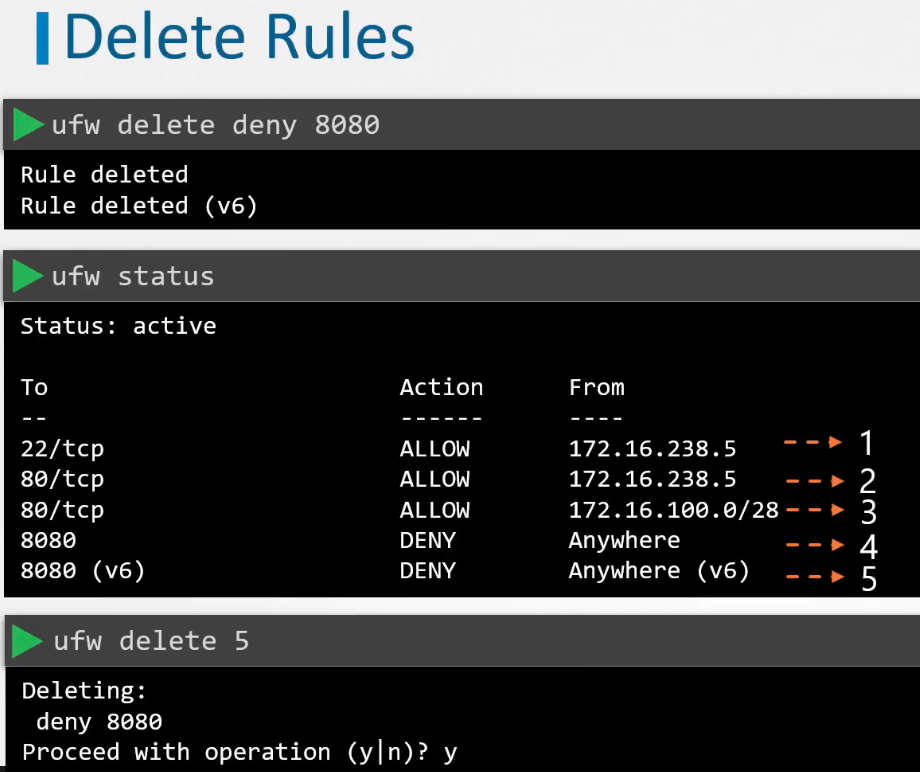 Delete Rules
ufw delete deny 8080
Rule deleted
Rule deleted (v6)
ufw status
Status: active
To Action From
-- ------ ----
22/tcp ALLOW 172.16.238.5 1
80/tcp ALLOW 172.16.238.5 2
80/tcp ALLOW 172.16.100.0/28 3
8080 DENY Anywhere 4
8080 (v6) DENY Anywhere (v6) 5
ufw delete 5
Deleting:
deny 8080
Proceed with operation (y|n)? y